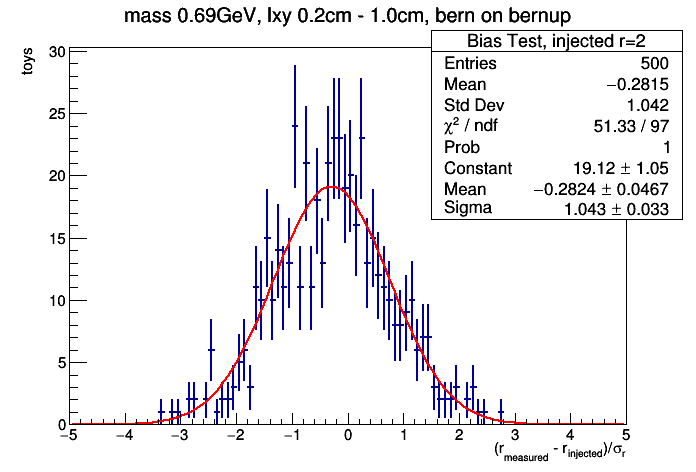 mass 0.69GeV, lxy 0.2cm - 1.0cm, bern on bernup
Bias Test, injected r=2
Entries 500
Mean −0.2815
Std Dev 1.042
χ² / ndf 51.33 / 97
Prob 1
Constant 19.12 ± 1.05
Mean −0.2824 ± 0.0467
Sigma 1.043 ± 0.033
toys
30
25
20
15
10
5
0
−5 −4 −3 −2 −1 0 1 2 3 4 5
(r_measured - r_injected)/σ_r